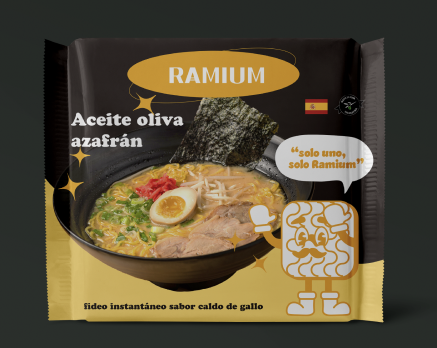 RAMIUM
Aceite oliva
azafrán
“solo uno,
solo Ramium”
fideo instantáneo sabor caldo de gallo